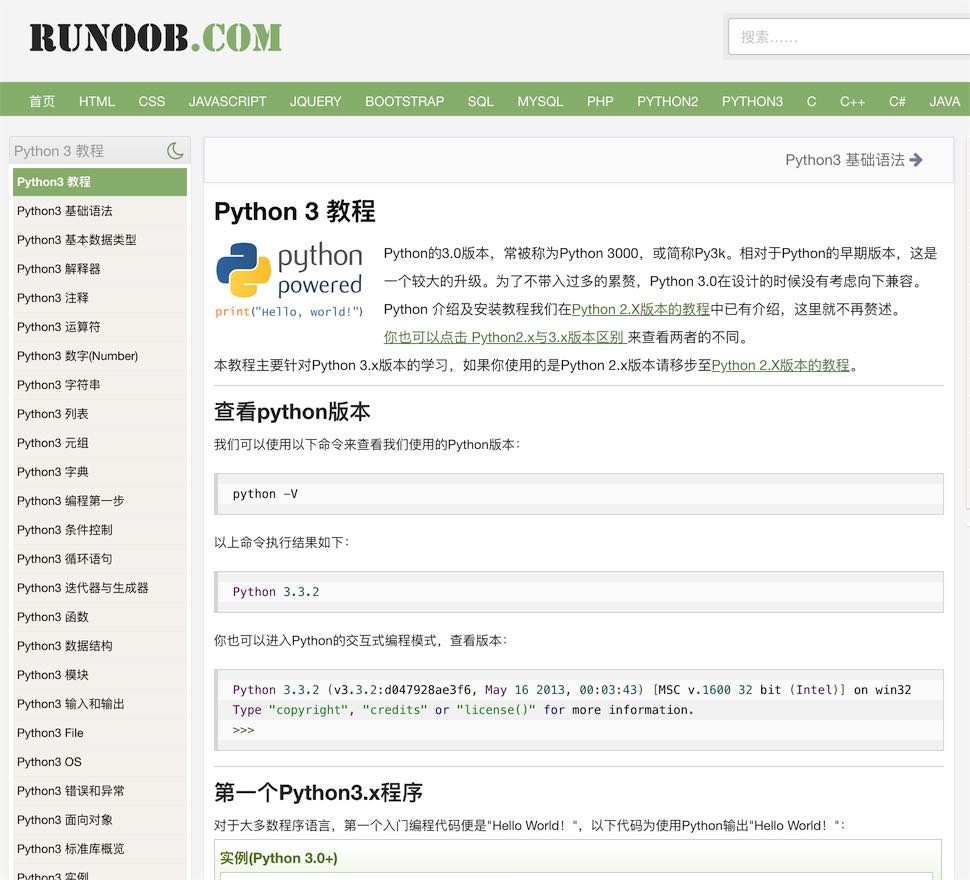 RUNOOB.COM
搜索......
首页 HTML CSS JAVASCRIPT JQUERY BOOTSTRAP SQL MYSQL PHP PYTHON2 PYTHON3 C C++ C# JAVA
Python 3 教程
Python3 教程
Python3 基础语法
Python3 基本数据类型
Python3 解释器
Python3 注释
Python3 运算符
Python3 数字(Number)
Python3 字符串
Python3 列表
Python3 元组
Python3 字典
Python3 编程第一步
Python3 条件控制
Python3 循环语句
Python3 迭代器与生成器
Python3 函数
Python3 数据结构
Python3 模块
Python3 输入和输出
Python3 File
Python3 OS
Python3 错误和异常
Python3 面向对象
Python3 标准库概览
Python3 实例
Python3 基础语法
Python 3 教程
python
powered
print("Hello, world!")
Python的3.0版本，常被称为Python 3000，或简称Py3k。相对于Python的早期版本，这是
一个较大的升级。为了不带入过多的累赘，Python 3.0在设计的时候没有考虑向下兼容。
Python 介绍及安装教程我们在Python 2.X版本的教程中已有介绍，这里就不再赘述。
你也可以点击 Python2.x与3.x版本区别 来查看两者的不同。
本教程主要针对Python 3.x版本的学习，如果你使用的是Python 2.x版本请移步至Python 2.X版本的教程。
查看python版本
我们可以使用以下命令来查看我们使用的Python版本：
python -V
以上命令执行结果如下：
Python 3.3.2
你也可以进入Python的交互式编程模式，查看版本：
Python 3.3.2 (v3.3.2:d047928ae3f6, May 16 2013, 00:03:43) [MSC v.1600 32 bit (Intel)] on win32
Type "copyright", "credits" or "license()" for more information.
>>>
第一个Python3.x程序
对于大多数程序语言，第一个入门编程代码便是"Hello World！"，以下代码为使用Python输出"Hello World！"：
实例(Python 3.0+)